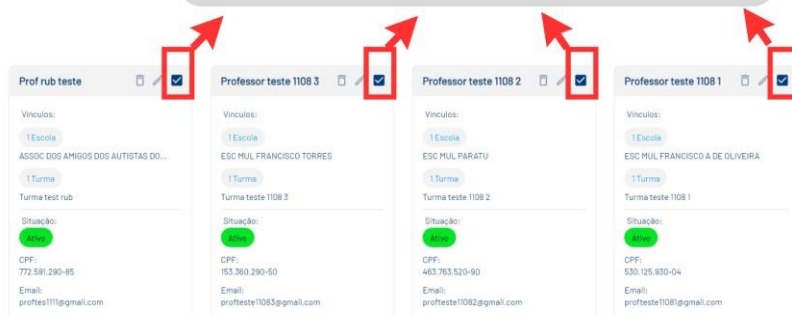 Prof rub teste
Vínculos:
1 Escola
ASSOC DOS AMIGOS DOS AUTISTAS DO...
1 Turma
Turma test rub
Situação:
Ativo
CPF:
772.591.290-85
Email:
proftes1111@gmail.com
Professor teste 1108 3
Vínculos:
1 Escola
ESC MUL FRANCISCO TORRES
1 Turma
Turma teste 1108 3
Situação:
Ativo
CPF:
153.360.290-50
Email:
profteste11083@gmail.com
Professor teste 1108 2
Vínculos:
1 Escola
ESC MUL PARATU
1 Turma
Turma teste 1108 2
Situação:
Ativo
CPF:
463.763.520-90
Email:
profteste11082@gmail.com
Professor teste 1108 1
Vínculos:
1 Escola
ESC MUL FRANCISCO A DE OLIVEIRA
1 Turma
Turma teste 1108 1
Situação:
Ativo
CPF:
530.125.930-04
Email:
profteste11081@gmail.com